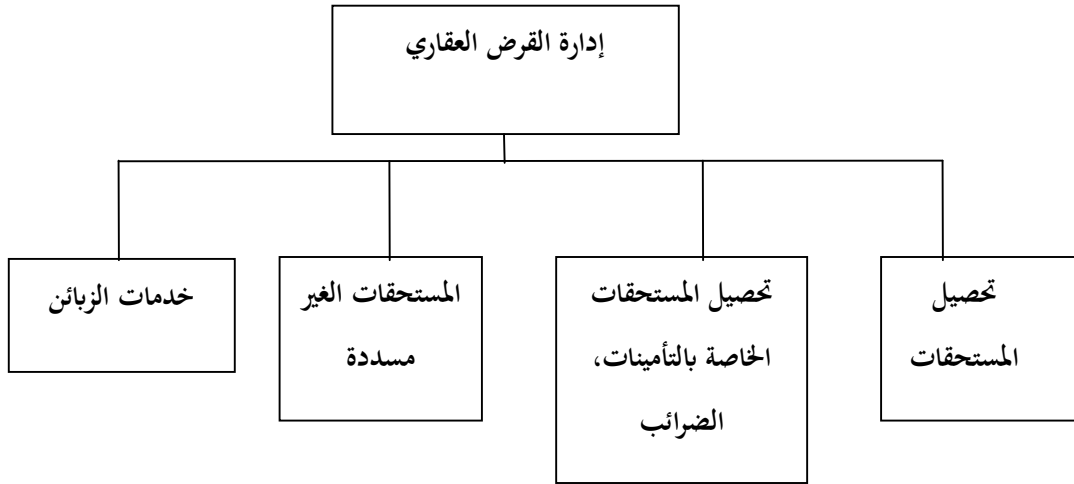 إدارة القرض العقاري
تحصيل
المستحقات
تحصيل المستحقات
الخاصة بالتأمينات،
الضرائب
المستحقات الغير
مسددة
خدمات الزبائن